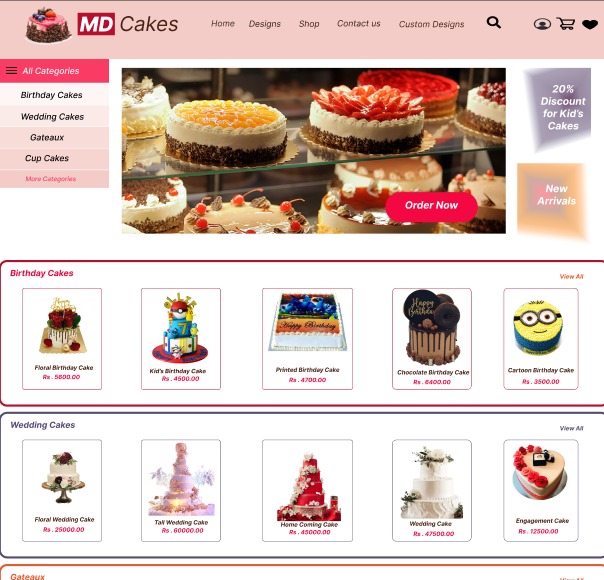 MD Cakes
Home Designs Shop Contact us Custom Designs
All Categories
Birthday Cakes
Wedding Cakes
Gateaux
Cup Cakes
More Categories
Order Now
20%
Discount
for Kid's
Cakes
New
Arrivals
Birthday Cakes
View All
Happy Birthday
Happy Birthday
Floral Birthday Cake
Rs . 5600.00
Kid's Birthday Cake
Rs . 4500.00
Printed Birthday Cake
Rs . 4700.00
Chocolate Birthday Cake
Rs . 6400.00
Cartoon Birthday Cake
Rs . 3500.00
Wedding Cakes
View All
Floral Wedding Cake
Rs . 25000.00
Tall Wedding Cake
Rs . 60000.00
Home Coming Cake
Rs . 45000.00
Wedding Cake
Rs . 47500.00
Engagement Cake
Rs . 12500.00
Gateaux
View All